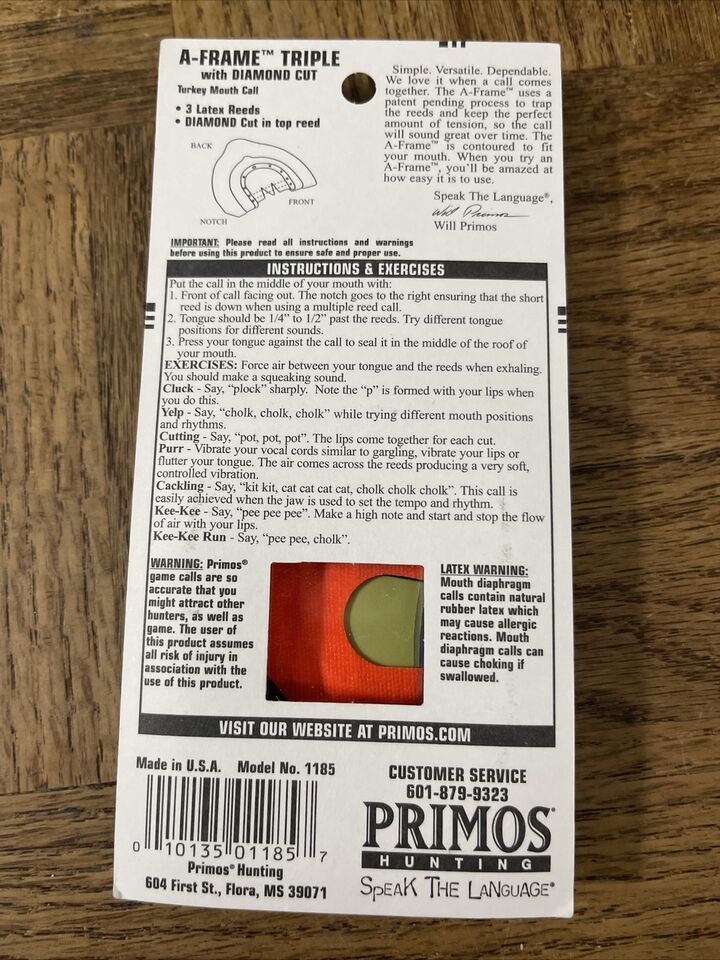 A-FRAME™ TRIPLE
with DIAMOND CUT
Turkey Mouth Call
• 3 Latex Reeds
• DIAMOND Cut in top reed
BACK
FRONT
NOTCH
Simple. Versatile. Dependable.
We love it when a call comes
together. The A-Frame™ uses a
patent pending process to trap
the reeds and keep the perfect
amount of tension, so the call
will sound great over time. The
A-Frame™ is contoured to fit
your mouth. When you try an
A-Frame™, you'll be amazed at
how easy it is to use.
Speak The Language®,
Will Primos
Will Primos
IMPORTANT: Please read all instructions and warnings
before using this product to ensure safe and proper use.
INSTRUCTIONS & EXERCISES
Put the call in the middle of your mouth with:
1. Front of call facing out. The notch goes to the right ensuring that the short
reed is down when using a multiple reed call.
2. Tongue should be 1/4" to 1/2" past the reeds. Try different tongue
positions for different sounds.
3. Press your tongue against the call to seal it in the middle of the roof of
your mouth.
EXERCISES: Force air between your tongue and the reeds when exhaling.
You should make a squeaking sound.
Cluck - Say, "plock" sharply. Note the "p" is formed with your lips when
you do this.
Yelp - Say, "cholk, cholk, cholk" while trying different mouth positions
and rhythms.
Cutting - Say, "pot, pot, pot". The lips come together for each cut.
Purr - Vibrate your vocal cords similar to gargling, vibrate your lips or
flutter your tongue. The air comes across the reeds producing a very soft,
controlled vibration.
Cackling - Say, "kit kit, cat cat cat cat, cholk cholk cholk". This call is
easily achieved when the jaw is used to set the tempo and rhythm.
Kee-Kee - Say, "pee pee pee". Make a high note and start and stop the flow
of air with your lips.
Kee-Kee Run - Say, "pee pee, cholk".
WARNING: Primos®
game calls are so
accurate that you
might attract other
hunters, as well as
game. The user of
this product assumes
all risk of injury in
association with the
use of this product.
LATEX WARNING:
Mouth diaphragm
calls contain natural
rubber latex which
may cause allergic
reactions. Mouth
diaphragm calls can
cause choking if
swallowed.
VISIT OUR WEBSITE AT PRIMOS.COM
Made in U.S.A. Model No. 1185
0 10135 01185 7
Primos® Hunting
604 First St., Flora, MS 39071
CUSTOMER SERVICE
601-879-9323
PRIMOS®
HUNTING
SPEAK THE LANGUAGE®